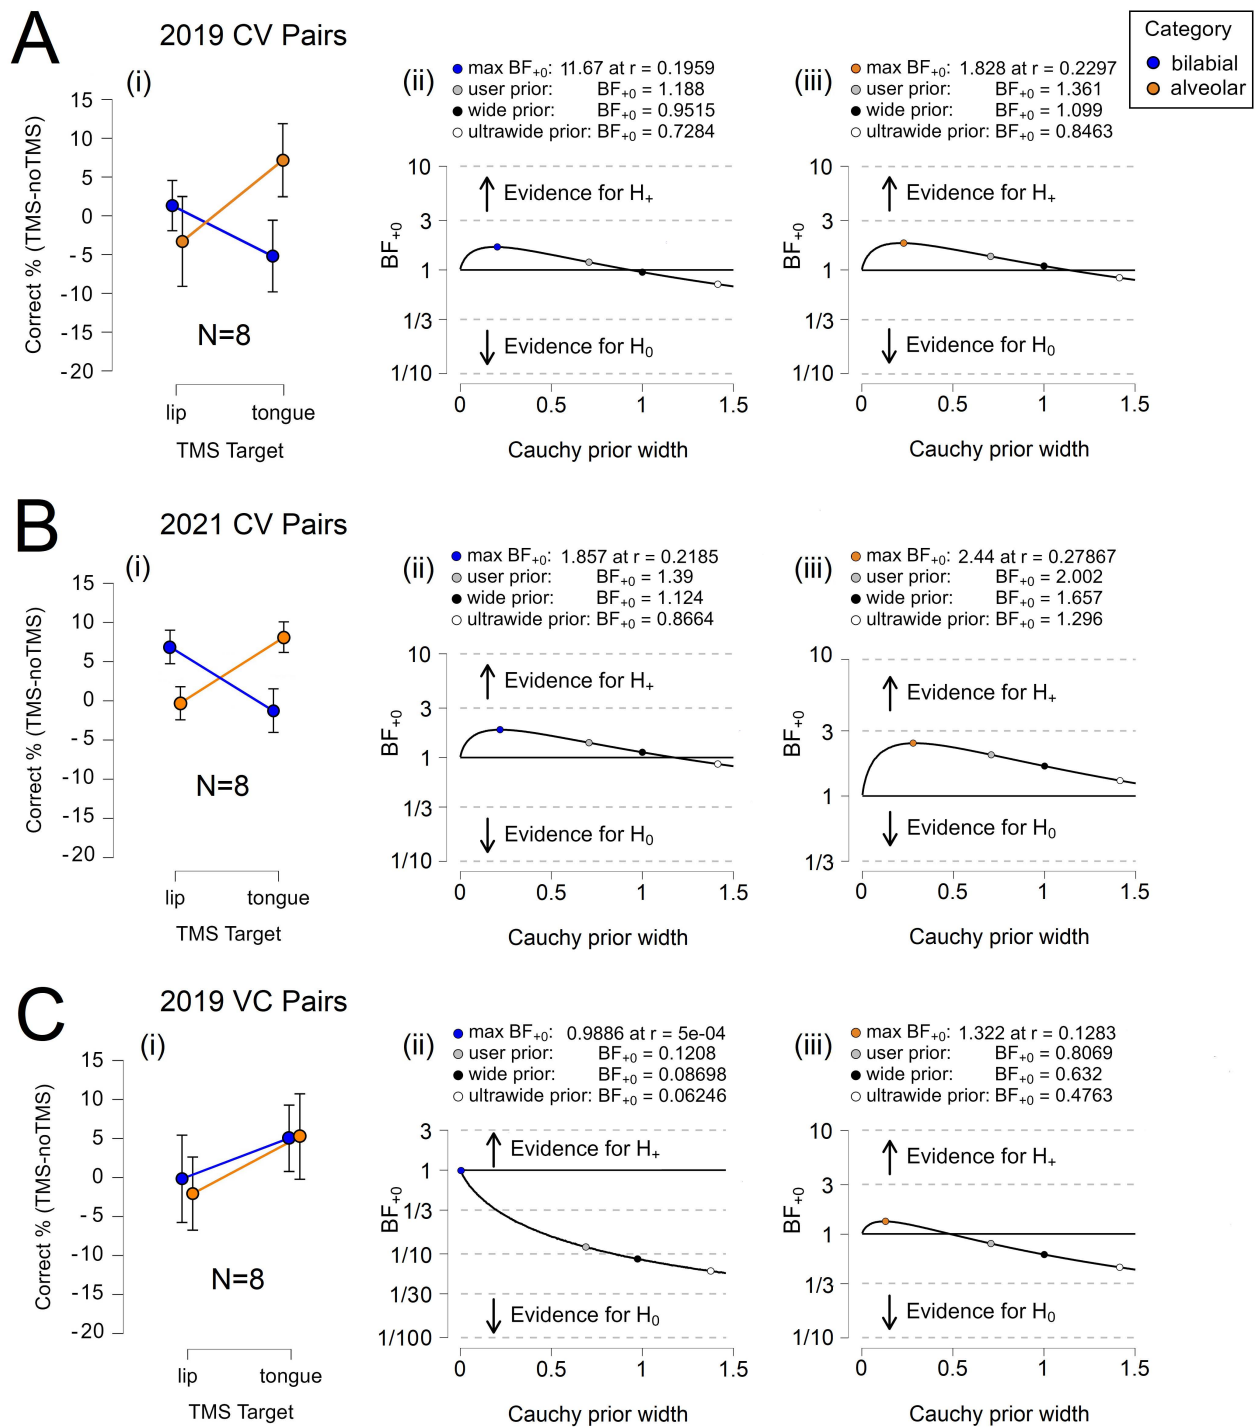 A
2019 CV Pairs
Category
bilabial
alveolar
(i)
15
10
5
0
-5
-10
-15
-20
Correct % (TMS-noTMS)
N=8
lip
tongue
TMS Target
(ii)
max BF+0: 11.67 at r = 0.1959
user prior: BF+0 = 1.188
wide prior: BF+0 = 0.9515
ultrawide prior: BF+0 = 0.7284
10
3
1
1/3
1/10
BF+0
Evidence for H+
Evidence for H0
0
0.5
1
1.5
Cauchy prior width
(iii)
max BF+0: 1.828 at r = 0.2297
user prior: BF+0 = 1.361
wide prior: BF+0 = 1.099
ultrawide prior: BF+0 = 0.8463
10
3
1
1/3
1/10
BF+0
Evidence for H+
Evidence for H0
0
0.5
1
1.5
Cauchy prior width
B
2021 CV Pairs
(i)
15
10
5
0
-5
-10
-15
-20
Correct % (TMS-noTMS)
N=8
lip
tongue
TMS Target
(ii)
max BF+0: 1.857 at r = 0.2185
user prior: BF+0 = 1.39
wide prior: BF+0 = 1.124
ultrawide prior: BF+0 = 0.8664
10
3
1
1/3
1/10
BF+0
Evidence for H+
Evidence for H0
0
0.5
1
1.5
Cauchy prior width
(iii)
max BF+0: 2.44 at r = 0.27867
user prior: BF+0 = 2.002
wide prior: BF+0 = 1.657
ultrawide prior: BF+0 = 1.296
10
3
1
1/3
BF+0
Evidence for H+
Evidence for H0
0
0.5
1
1.5
Cauchy prior width
C
2019 VC Pairs
(i)
15
10
5
0
-5
-10
-15
-20
Correct % (TMS-noTMS)
N=8
lip
tongue
TMS Target
(ii)
max BF+0: 0.9886 at r = 5e-04
user prior: BF+0 = 0.1208
wide prior: BF+0 = 0.08698
ultrawide prior: BF+0 = 0.06246
3
1
1/3
1/10
1/30
1/100
BF+0
Evidence for H+
Evidence for H0
0
0.5
1
1.5
Cauchy prior width
(iii)
max BF+0: 1.322 at r = 0.1283
user prior: BF+0 = 0.8069
wide prior: BF+0 = 0.632
ultrawide prior: BF+0 = 0.4763
10
3
1
1/3
1/10
BF+0
Evidence for H+
Evidence for H0
0
0.5
1
1.5
Cauchy prior width